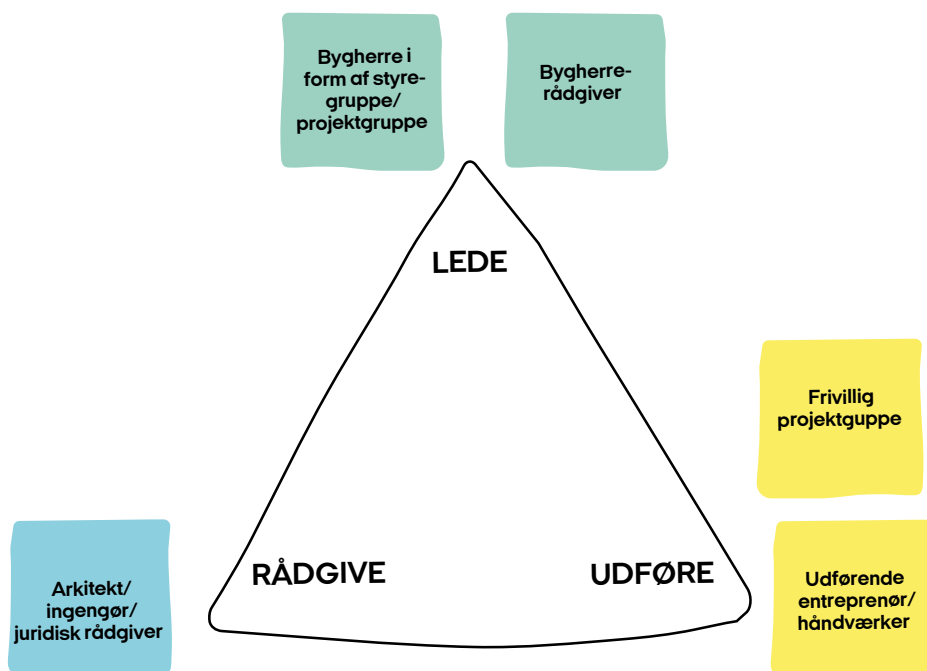 Bygherre i
form af styre-
gruppe/
projektgruppe
Bygherre-
rådgiver
LEDE
Frivillig
projektguppe
RÅDGIVE
UDFØRE
Arkitekt/
ingengør/
juridisk rådgiver
Udførende
entreprenør/
håndværker